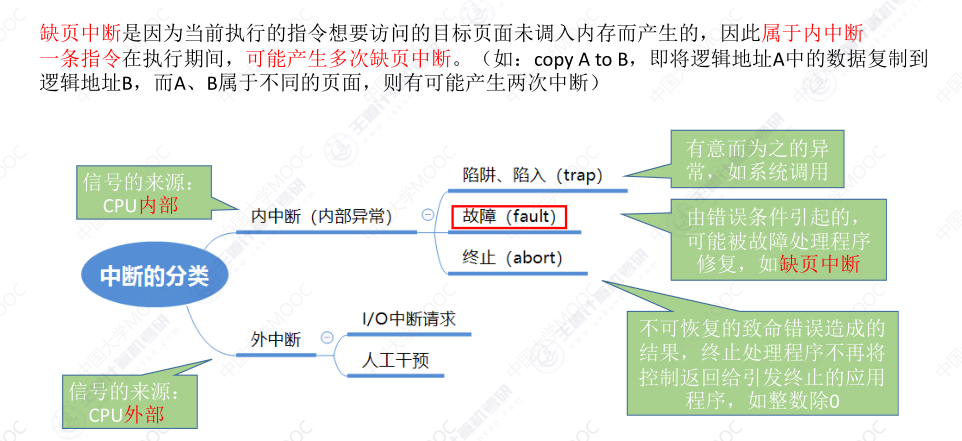 缺页中断是因为当前执行的指令想要访问的目标页面未调入内存而产生的，因此属于内中断
一条指令在执行期间，可能产生多次缺页中断。（如：copy A to B，即将逻辑地址A中的数据复制到
逻辑地址B，而A、B属于不同的页面，则有可能产生两次中断）
有意而为之的异
常，如系统调用
信号的来源：
CPU内部
陷阱、陷入（trap）
内中断（内部异常）
故障（fault）
由错误条件引起的，
可能被故障处理程序
修复，如缺页中断
终止（abort）
中断的分类
I/O中断请求
外中断
人工干预
不可恢复的致命错误造成的
结果，终止处理程序不再将
控制返回给引发终止的应用
程序，如整数除0
信号的来源：
CPU外部